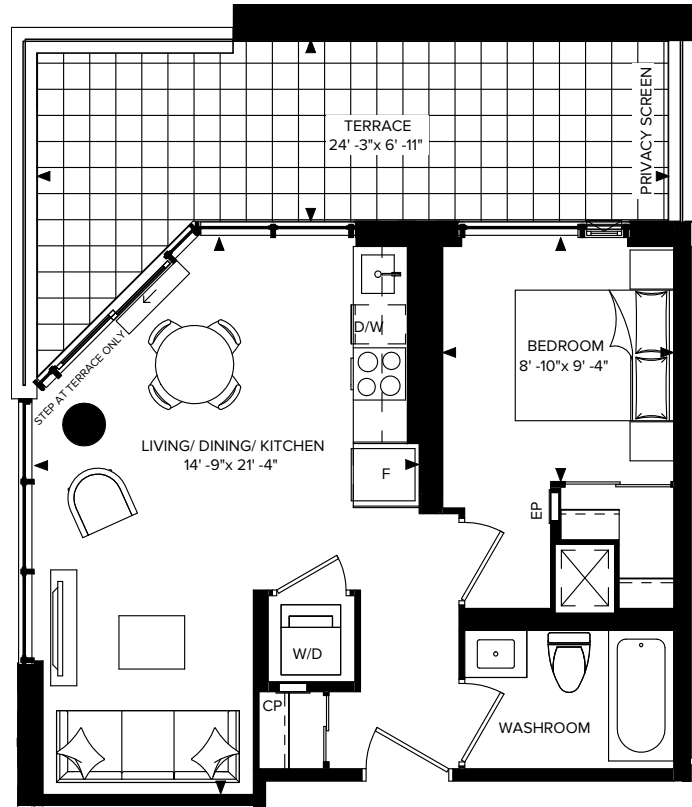 TERRACE
24' -3"x 6' -11"
PRIVACY SCREEN
D/W
BEDROOM
8' -10"x 9' -4"
STEP AT TERRACE ONLY
LIVING/ DINING/ KITCHEN
14' -9"x 21' -4"
F
EP
W/D
CP
WASHROOM